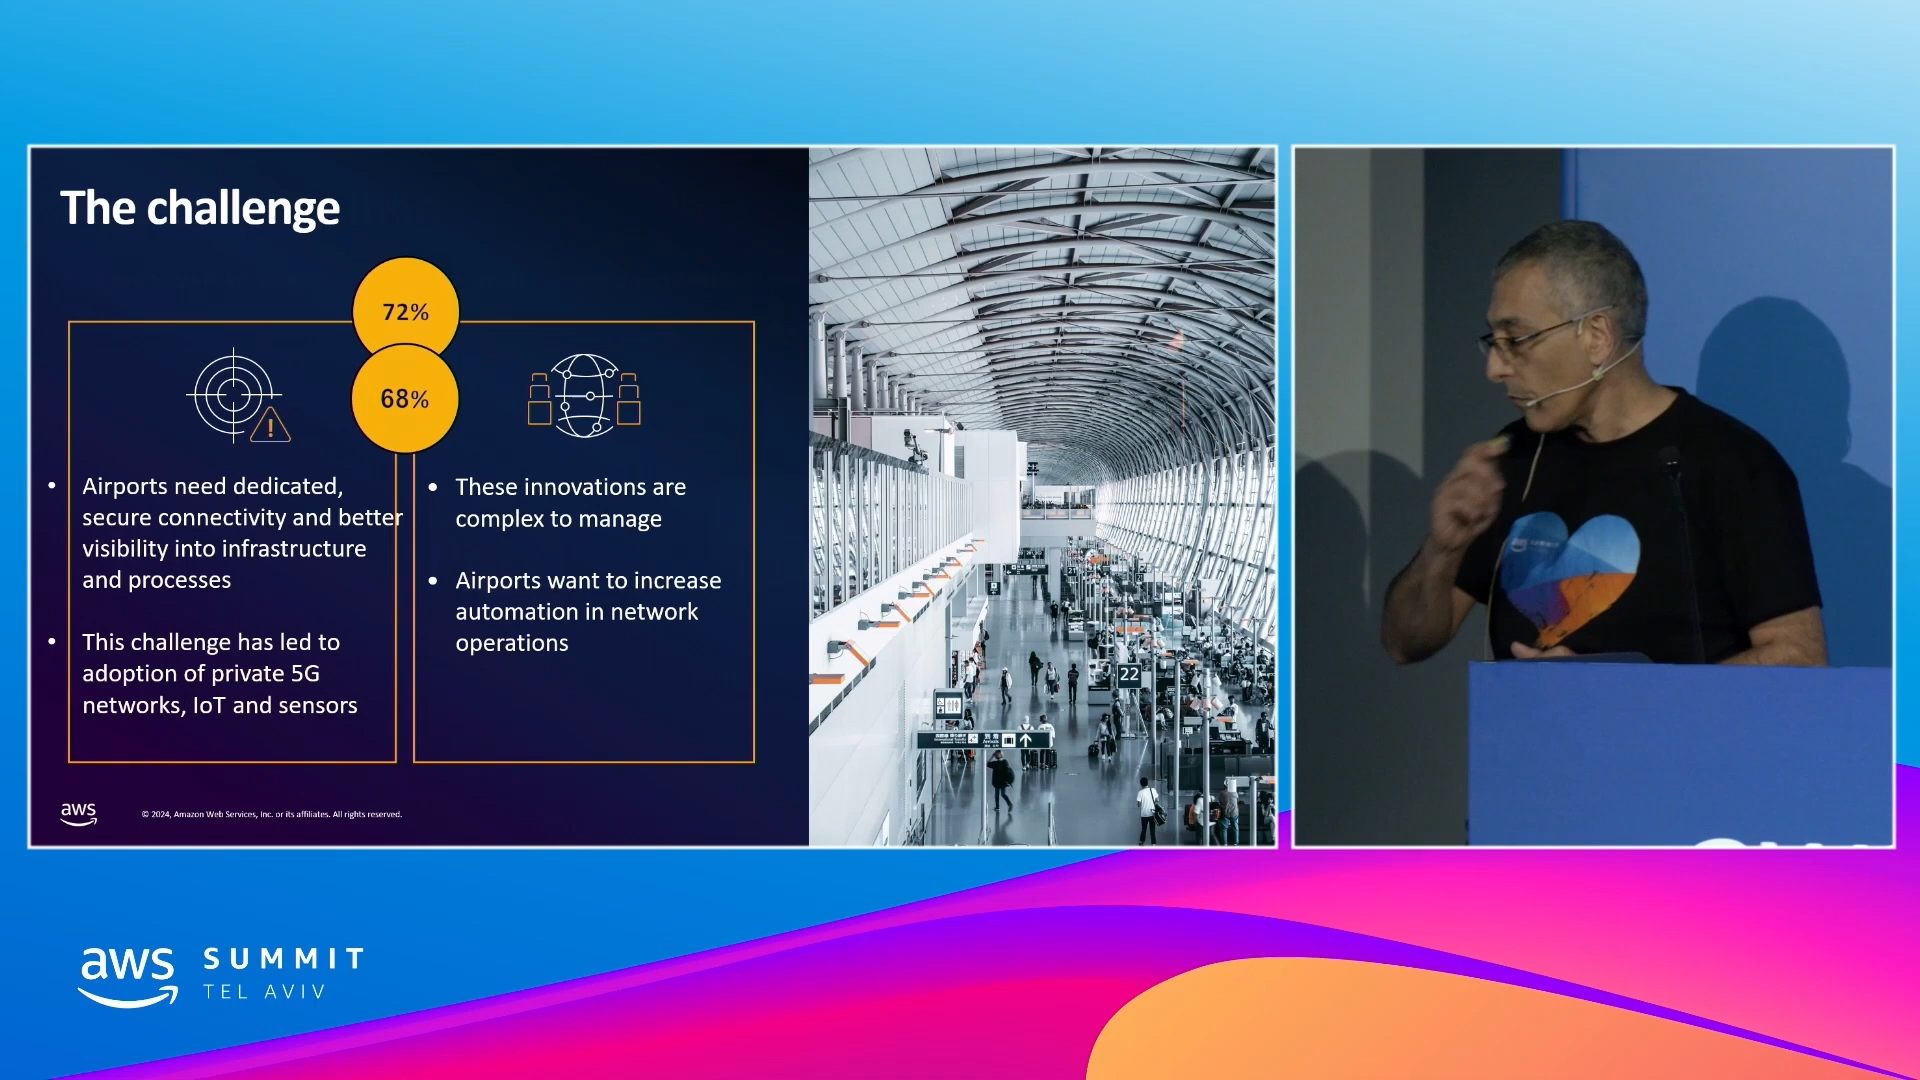 The challenge
72%
68%
• Airports need dedicated,
secure connectivity and better
visibility into infrastructure
and processes
• This challenge has led to
adoption of private 5G
networks, IoT and sensors
• These innovations are
complex to manage
• Airports want to increase
automation in network
operations
aws
© 2024, Amazon Web Services, Inc. or its affiliates. All rights reserved.
22
aws SUMMIT
aws SUMMIT
TEL AVIV